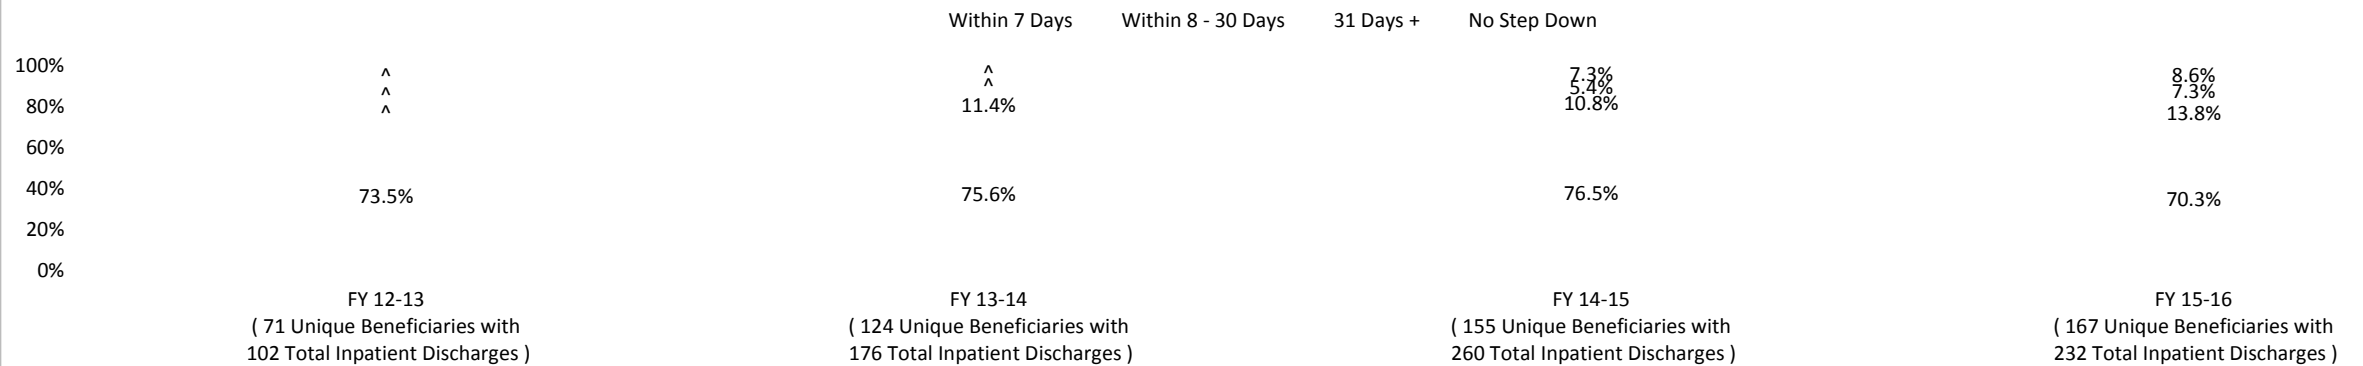 Within 7 Days Within 8 - 30 Days 31 Days + No Step Down
100%
80%
60%
40%
20%
0%
^
^
^
73.5%
^
^
11.4%
75.6%
7.3%
5.4%
10.8%
76.5%
8.6%
7.3%
13.8%
70.3%
FY 12-13
( 71 Unique Beneficiaries with
102 Total Inpatient Discharges )
FY 13-14
( 124 Unique Beneficiaries with
176 Total Inpatient Discharges )
FY 14-15
( 155 Unique Beneficiaries with
260 Total Inpatient Discharges )
FY 15-16
( 167 Unique Beneficiaries with
232 Total Inpatient Discharges )